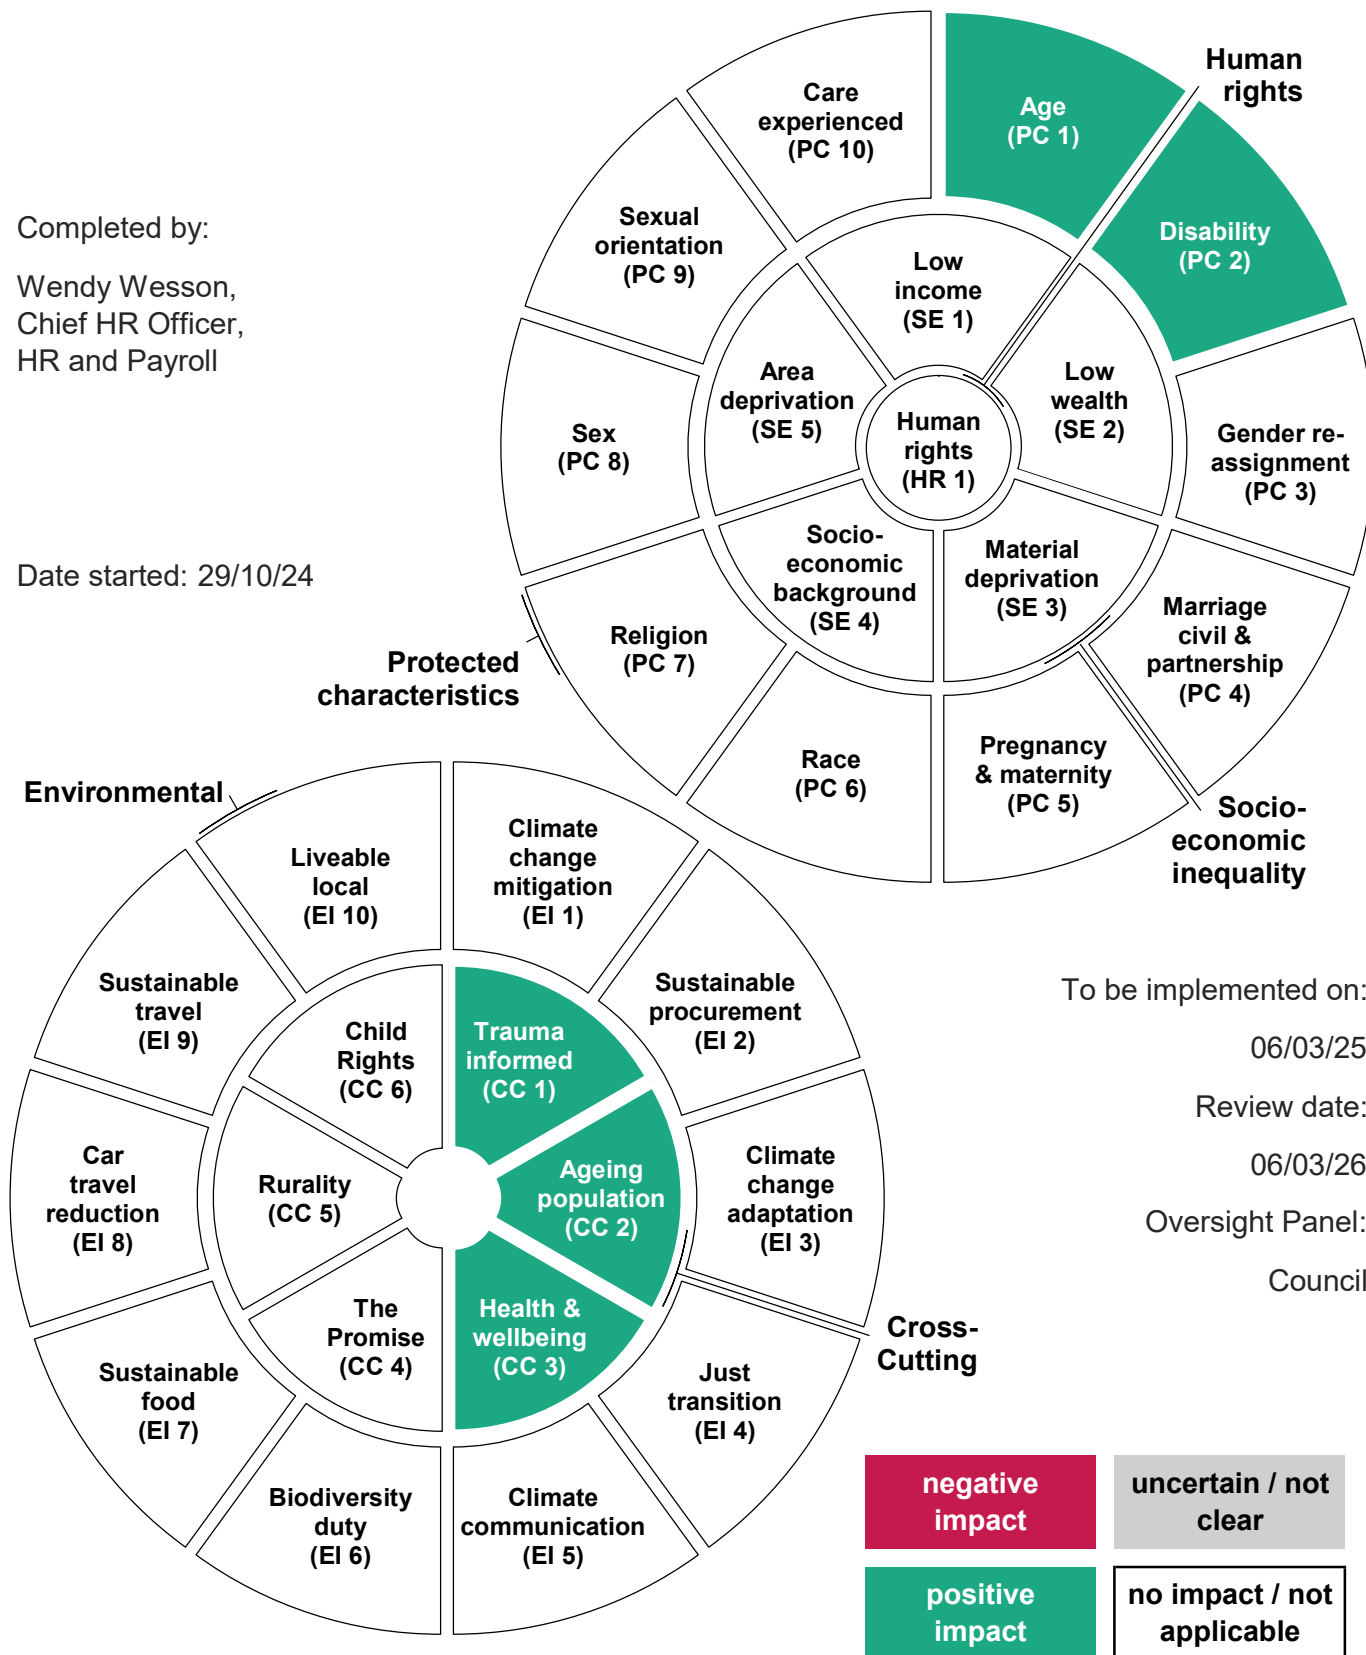 Completed by:
Wendy Wesson,
Chief HR Officer,
HR and Payroll
Date started: 29/10/24
Human
rights
Age
(PC 1)
Disability
(PC 2)
Gender re-
assignment
(PC 3)
Marriage
civil &
partnership
(PC 4)
Pregnancy
& maternity
(PC 5)
Race
(PC 6)
Religion
(PC 7)
Sex
(PC 8)
Sexual
orientation
(PC 9)
Care
experienced
(PC 10)
Low
income
(SE 1)
Low
wealth
(SE 2)
Material
deprivation
(SE 3)
Socio-
economic
background
(SE 4)
Area
deprivation
(SE 5)
Human
rights
(HR 1)
Protected
characteristics
Socio-
economic
inequality
Environmental
Climate
change
mitigation
(EI 1)
Sustainable
procurement
(EI 2)
Climate
change
adaptation
(EI 3)
Just
transition
(EI 4)
Climate
communication
(EI 5)
Biodiversity
duty
(EI 6)
Sustainable
food
(EI 7)
Car
travel
reduction
(EI 8)
Sustainable
travel
(EI 9)
Liveable
local
(EI 10)
Trauma
informed
(CC 1)
Ageing
population
(CC 2)
Health &
wellbeing
(CC 3)
The
Promise
(CC 4)
Rurality
(CC 5)
Child
Rights
(CC 6)
Cross-
Cutting
To be implemented on:
06/03/25
Review date:
06/03/26
Oversight Panel:
Council
negative
impact
uncertain / not
clear
positive
impact
no impact / not
applicable